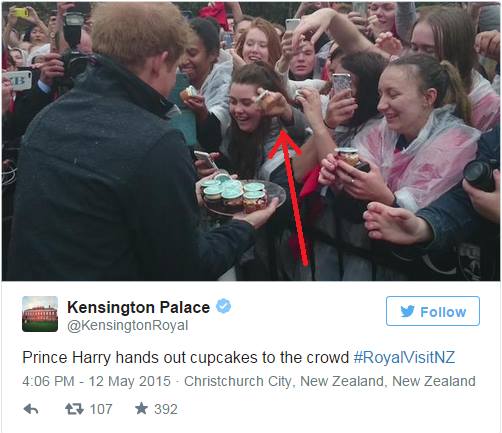 Kensington Palace
@KensingtonRoyal
Follow
Prince Harry hands out cupcakes to the crowd #RoyalVisitNZ
4:06 PM - 12 May 2015 · Christchurch City, New Zealand, New Zealand
107
392